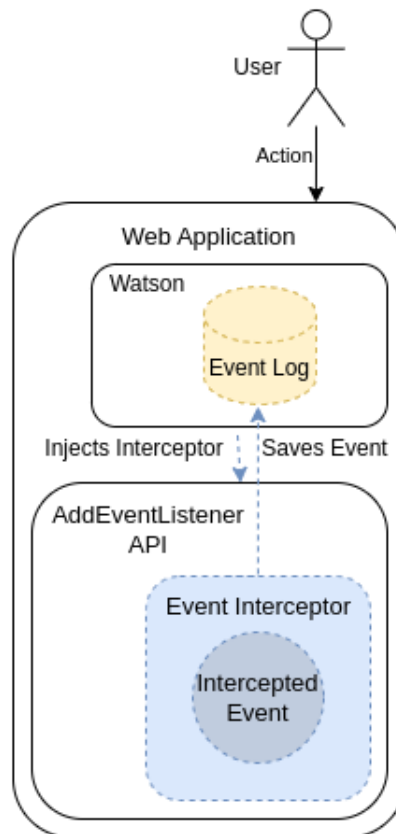 User
Action
Web Application
Watson
Event Log
Injects Interceptor
Saves Event
AddEventListener
API
Event Interceptor
Intercepted
Event